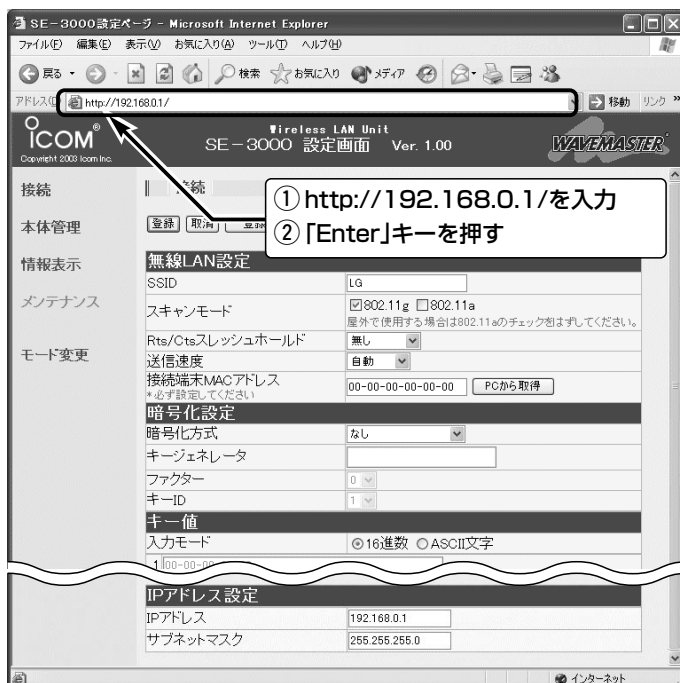 SE-3000設定ページ - Microsoft Internet Explorer
ファイル(F) 編集(E) 表示(V) お気に入り(A) ツール(T) ヘルプ(H)
戻る 検索 お気に入り メディア
アドレス(D) http://192.168.0.1/ 移動 リンク »
ICOM®
Copyright 2003 Icom Inc.
Wireless LAN Unit
SE-3000 設定画面 Ver. 1.00
WAVEMASTER
接続
本体管理
情報表示
メンテナンス
モード変更
接続
①http://192.168.0.1/を入力
②「Enter」キーを押す
登録 取消
無線LAN設定
SSID LG
スキャンモード 802.11g 802.11a
屋外で使用する場合は802.11aのチェックをはずしてください。
Rts/Ctsスレッシュホールド 無し
送信速度 自動
接続端末MACアドレス 00-00-00-00-00-00 PCから取得
*必ず設定してください
暗号化設定
暗号化方式 なし
キージェネレータ
ファクター 0
キーID 1
キー値
入力モード 16進数 ASCII文字
1 00-00-00
IPアドレス設定
IPアドレス 192.168.0.1
サブネットマスク 255.255.255.0
インターネット